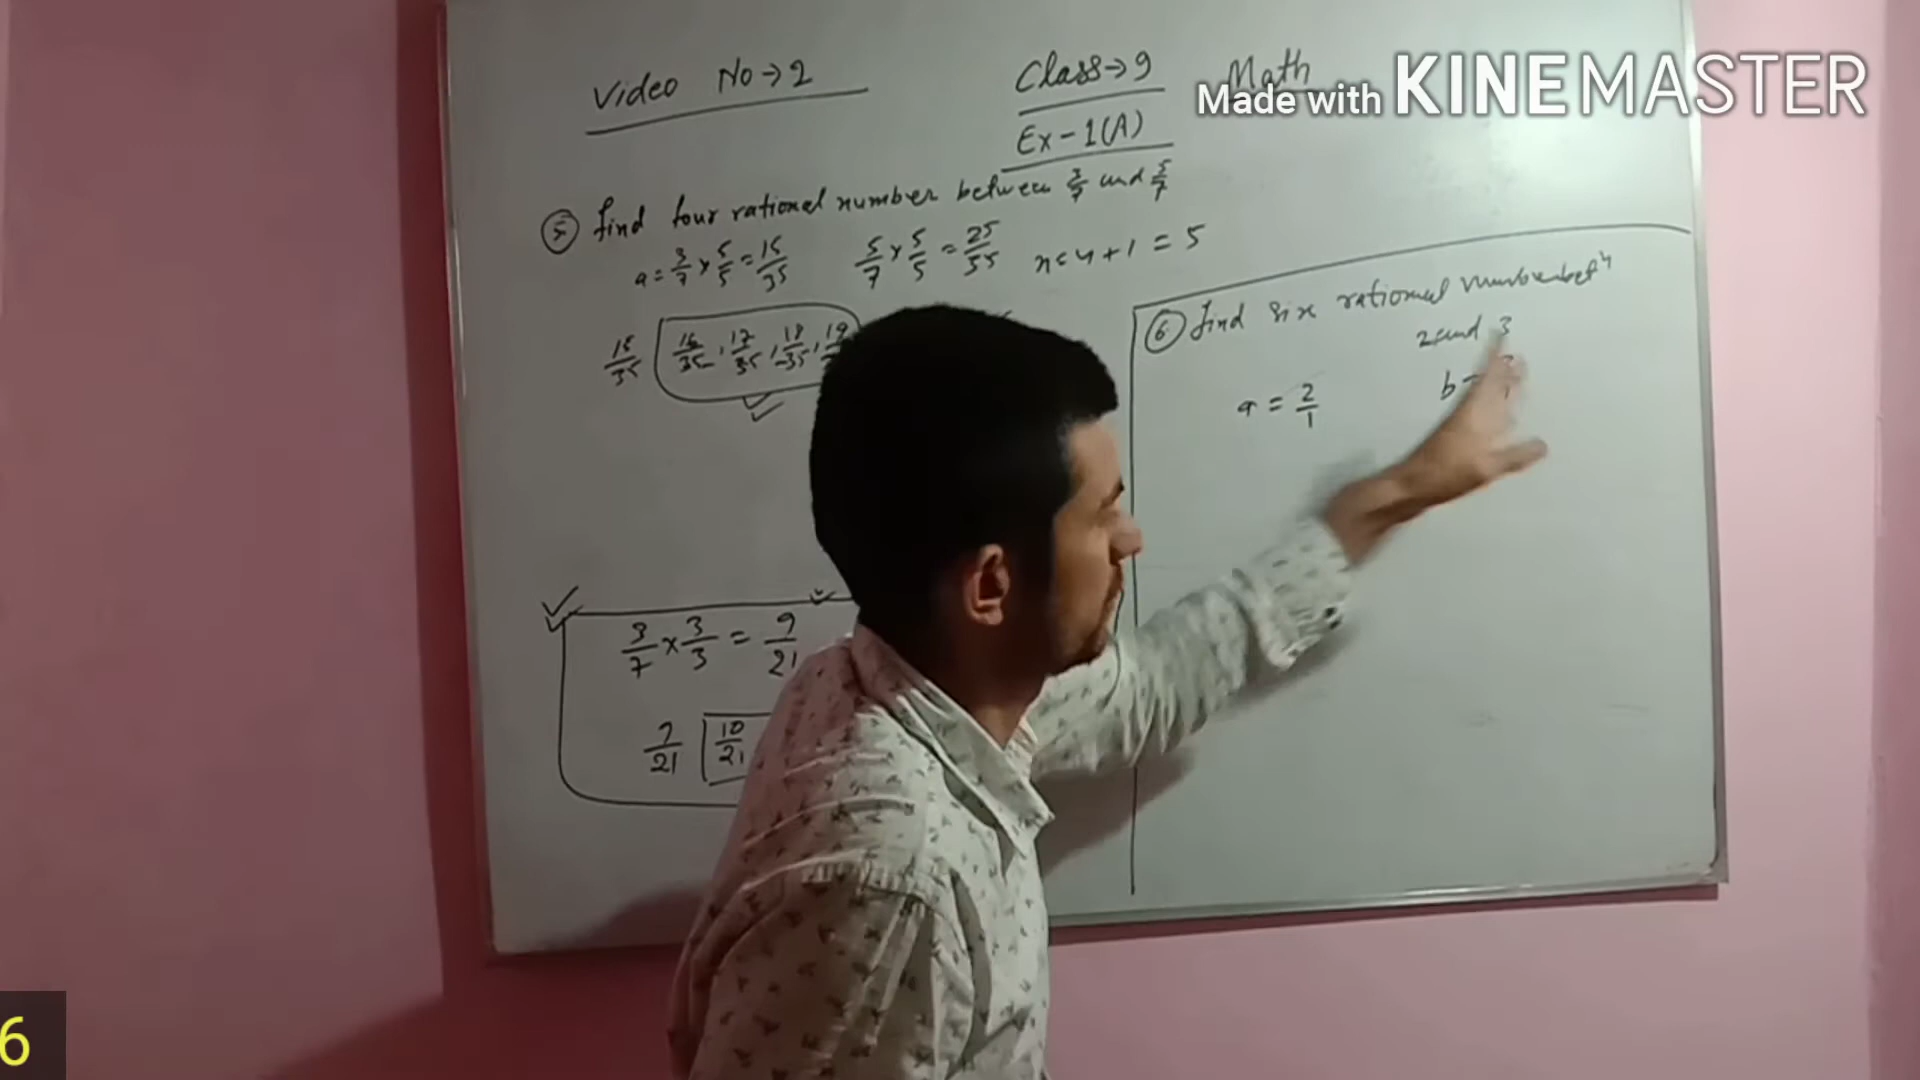 Video No→2
Class→9 Math
Made with KINEMASTER
Ex-1(A)
⑤ find four rational number between 3/7 and 5/7
a = 3/7 × 5/5 = 15/35 5/7 × 5/5 = 25/35 n = 4 + 1 = 5
15/35 16/35, 17/35, 18/35, 19
⑥ find six rational number betn
2 and 3
a = 2/1 b =
3/7 × 3/3 = 9/21
9/21 10/21
6